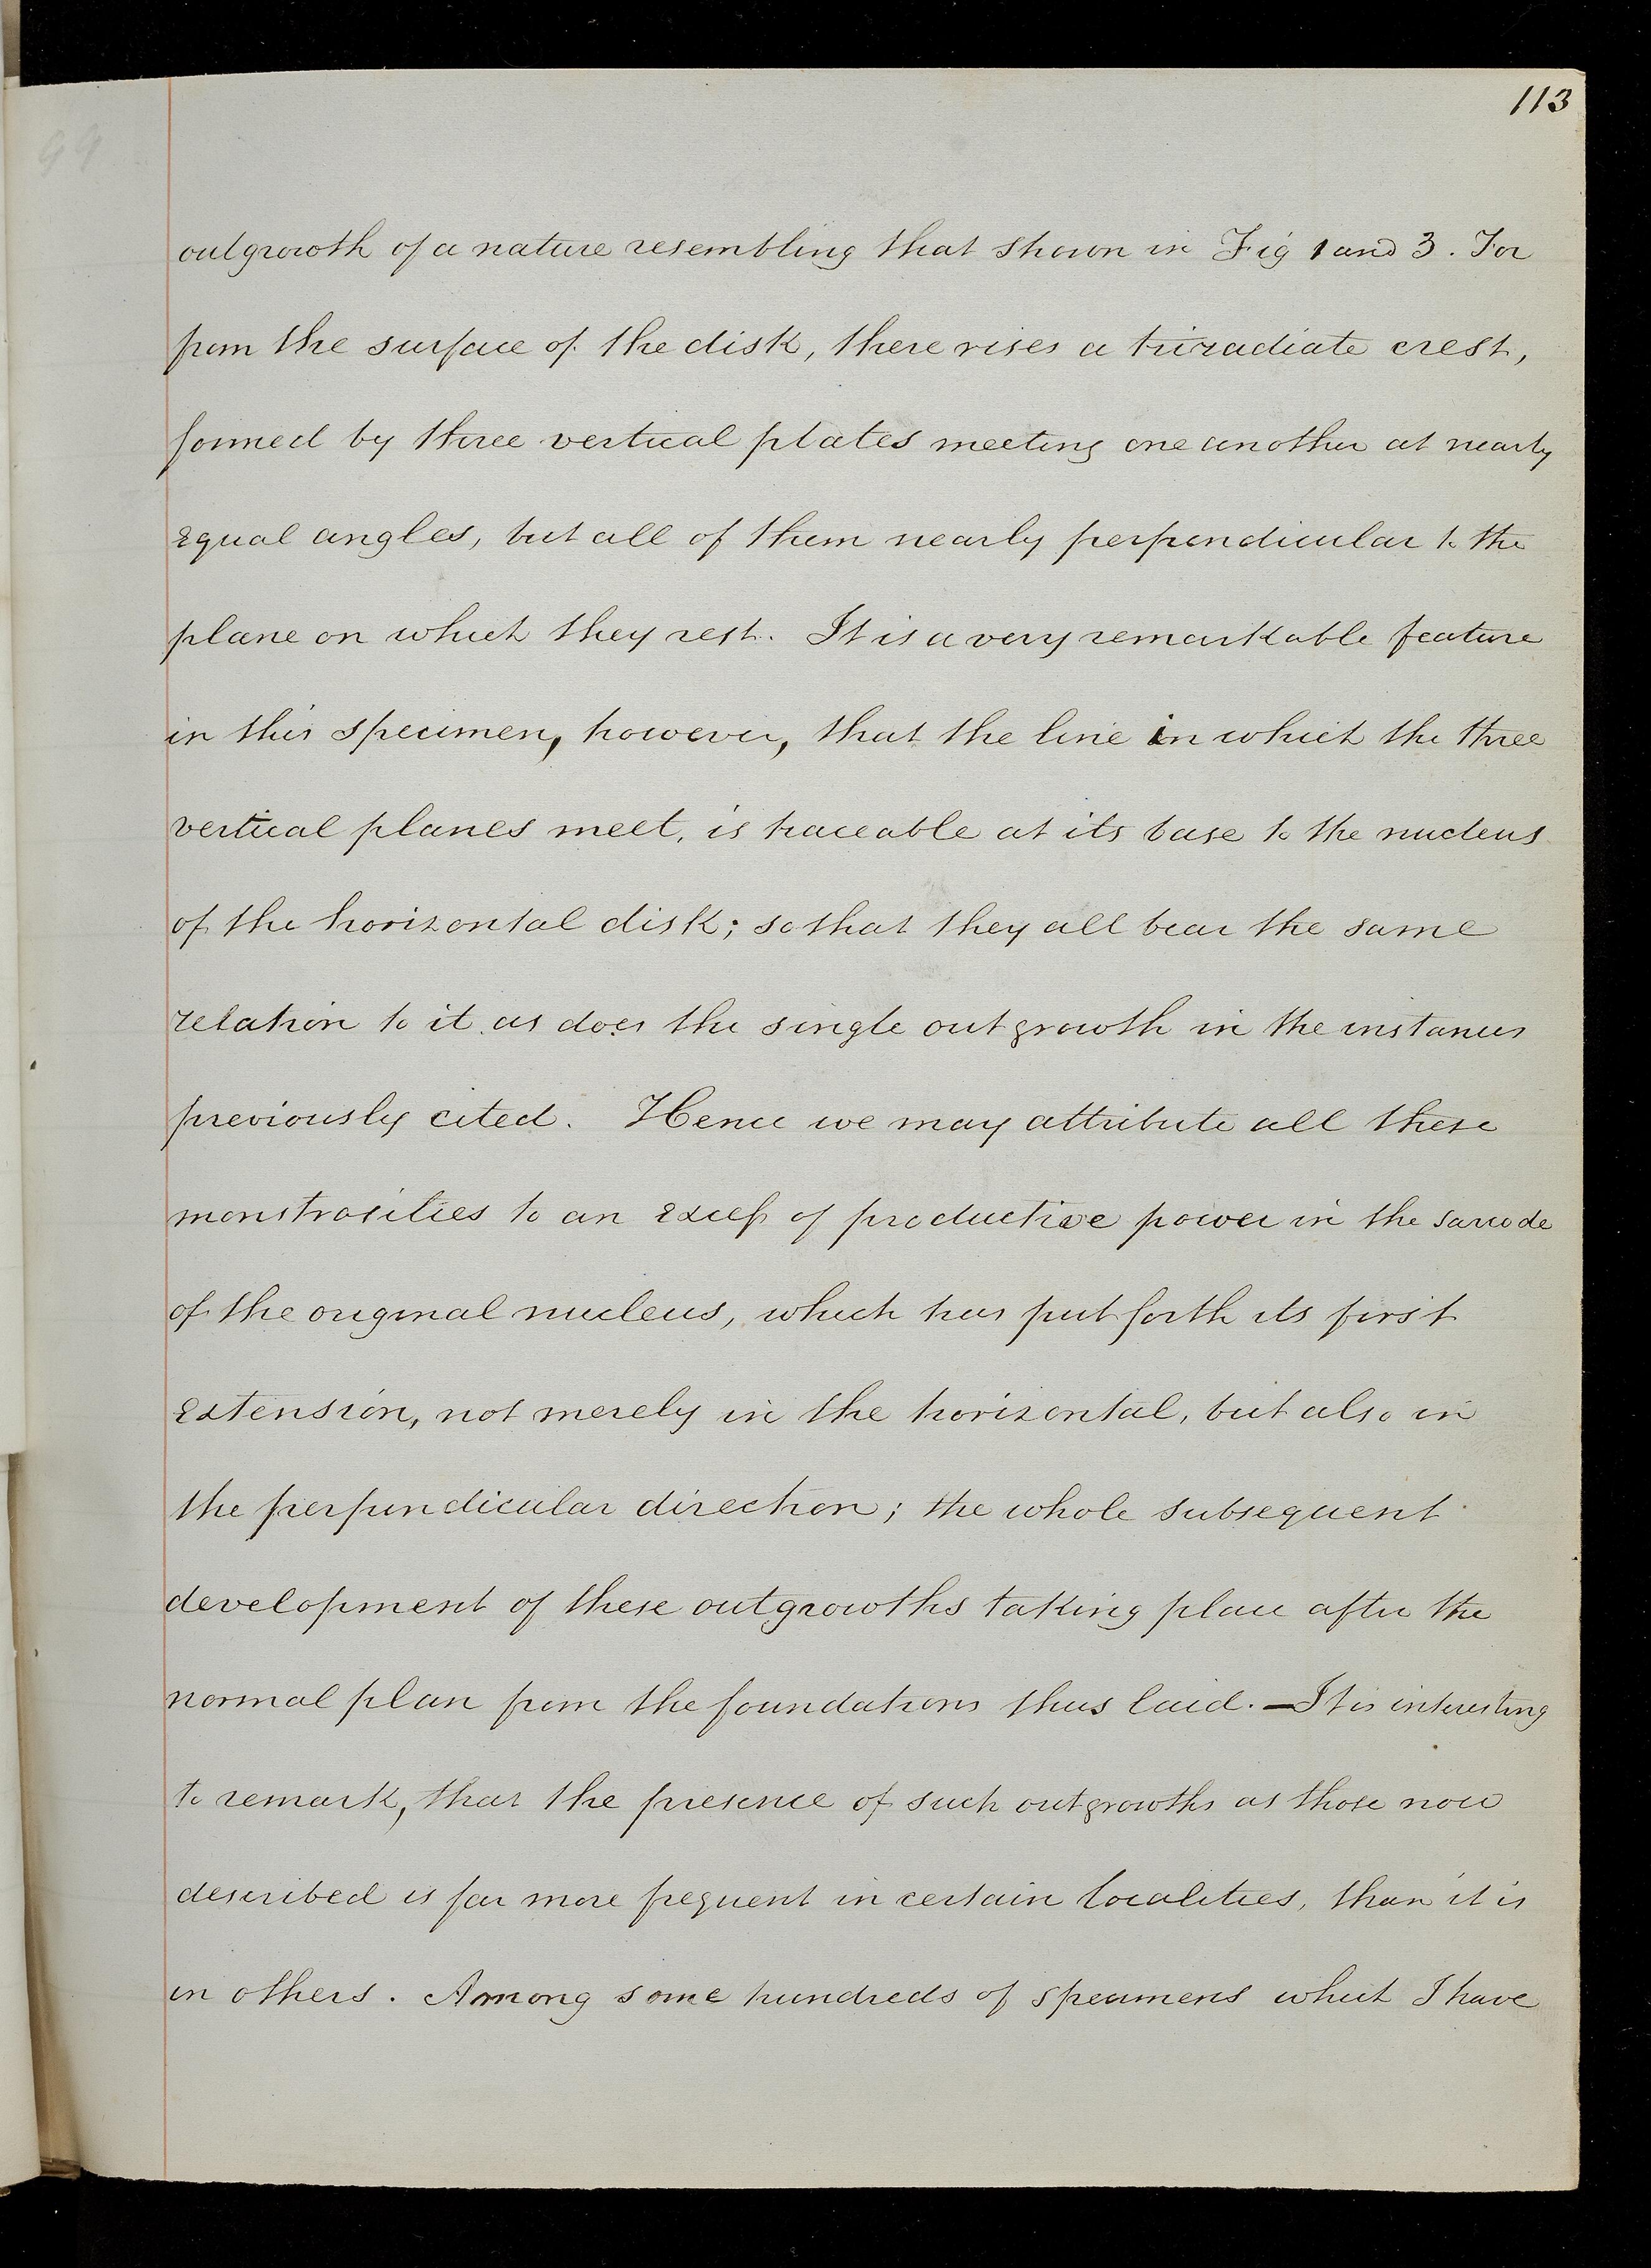 113
outgrowth of a nature resembling that shown in Fig 1 and 3. For
from the surface of the disk, there rises a triradiate crest,
formed by three vertical plates meeting one another at nearly
equal angles, but all of them nearly perpendicular to the
plane on which they rest. It is a very remarkable feature
in this specimen, however, that the line in which the three
vertical planes meet, is traceable at its base to the nucleus
of the horizontal disk; so that they all bear the same
relation to it as does the single outgrowth in the instances
previously cited. Hence we may attribute all these
monstrosities to an excess of productive power in the sarcode
of the original nucleus, which has put forth its first
extension, not merely in the horizontal, but also in
the perpendicular direction; the whole subsequent
development of these outgrowths taking place after the
normal plan from the foundations thus laid. — It is interesting
to remark, that the presence of such outgrowths as those now
described is far more frequent in certain localities, than it is
in others. Among some hundreds of specimens which I have